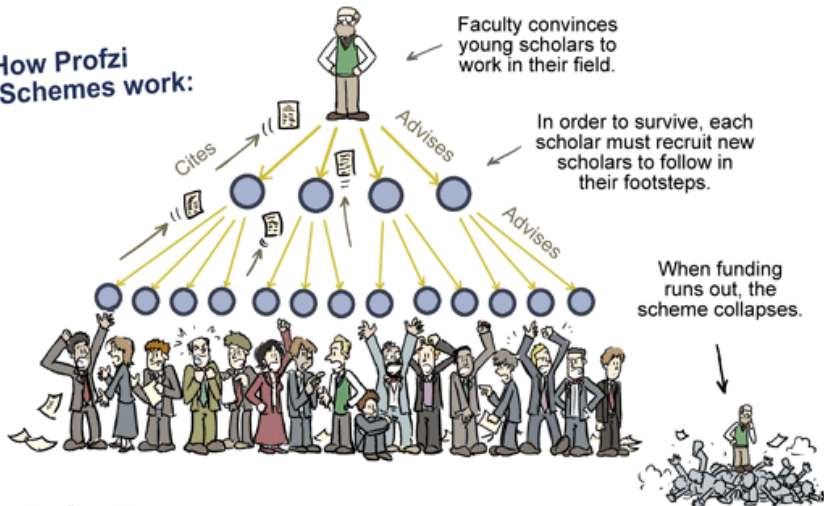 How Profzi
Schemes work:
Faculty convinces
young scholars to
work in their field.
Cites
Advises
In order to survive, each
scholar must recruit new
scholars to follow in
their footsteps.
Advises
When funding
runs out, the
scheme collapses.